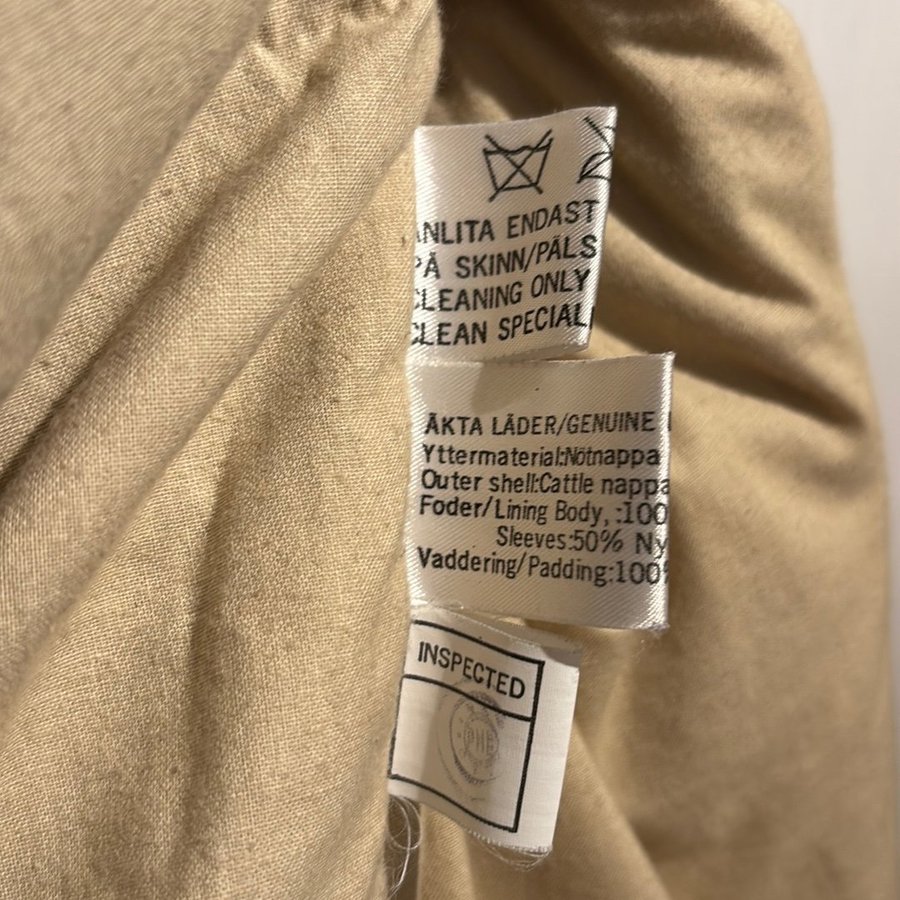 ANLITA ENDAST
PÅ SKINN/PÄLS
CLEANING ONLY
CLEAN SPECIAL
ÄKTA LÄDER/GENUINE
Yttermaterial:Nötnappa
Outer shell:Cattle nappa
Foder/Lining Body, :100
Sleeves:50% Ny
Vaddering/Padding:100%
INSPECTED